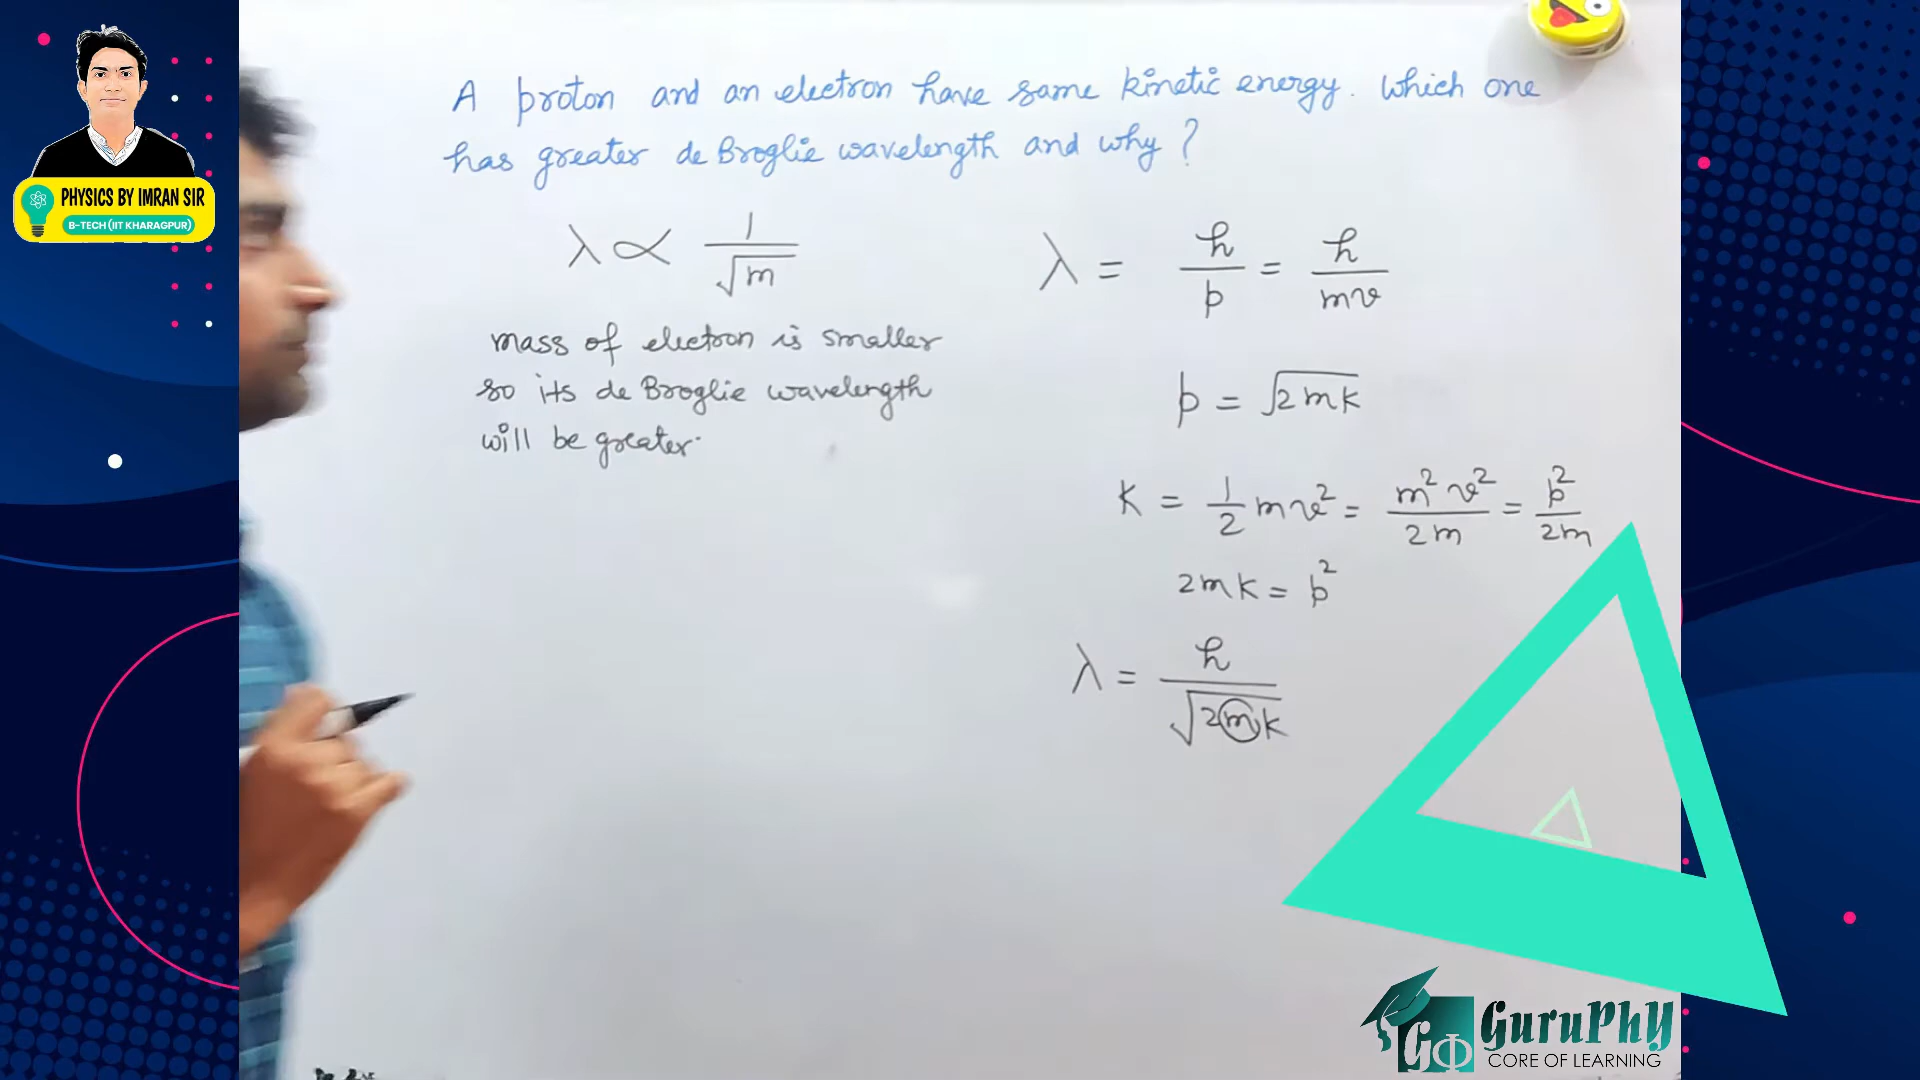 PHYSICS BY IMRAN SIR
B-TECH (IIT KHARAGPUR)
A proton and an electron have same kinetic energy. Which one
has greater de Broglie wavelength and why?
λ ∝ 1/√m
mass of electron is smaller
so its de Broglie wavelength
will be greater.
λ = h/p = h/mv
p = √2mk
K = 1/2 mv² = m²v²/2m = p²/2m
2mk = p²
λ = h/√2mk
GΦ GuruPhy
CORE OF LEARNING